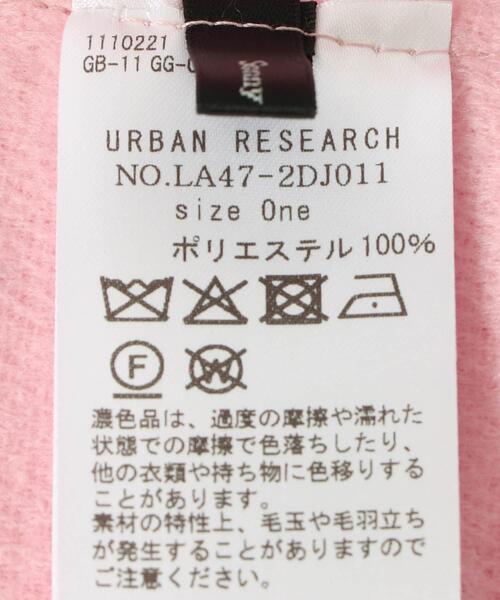 1110221
GB-11 GG-
Sonny
URBAN RESEARCH
NO.LA47-2DJ011
size One
ポリエステル100%
F
W
濃色品は、過度の摩擦や濡れた
状態での摩擦で色落ちしたり、
他の衣類や持ち物に色移りする
ことがあります。
素材の特性上、毛玉や毛羽立ち
が発生することがありますので
ご注意ください。